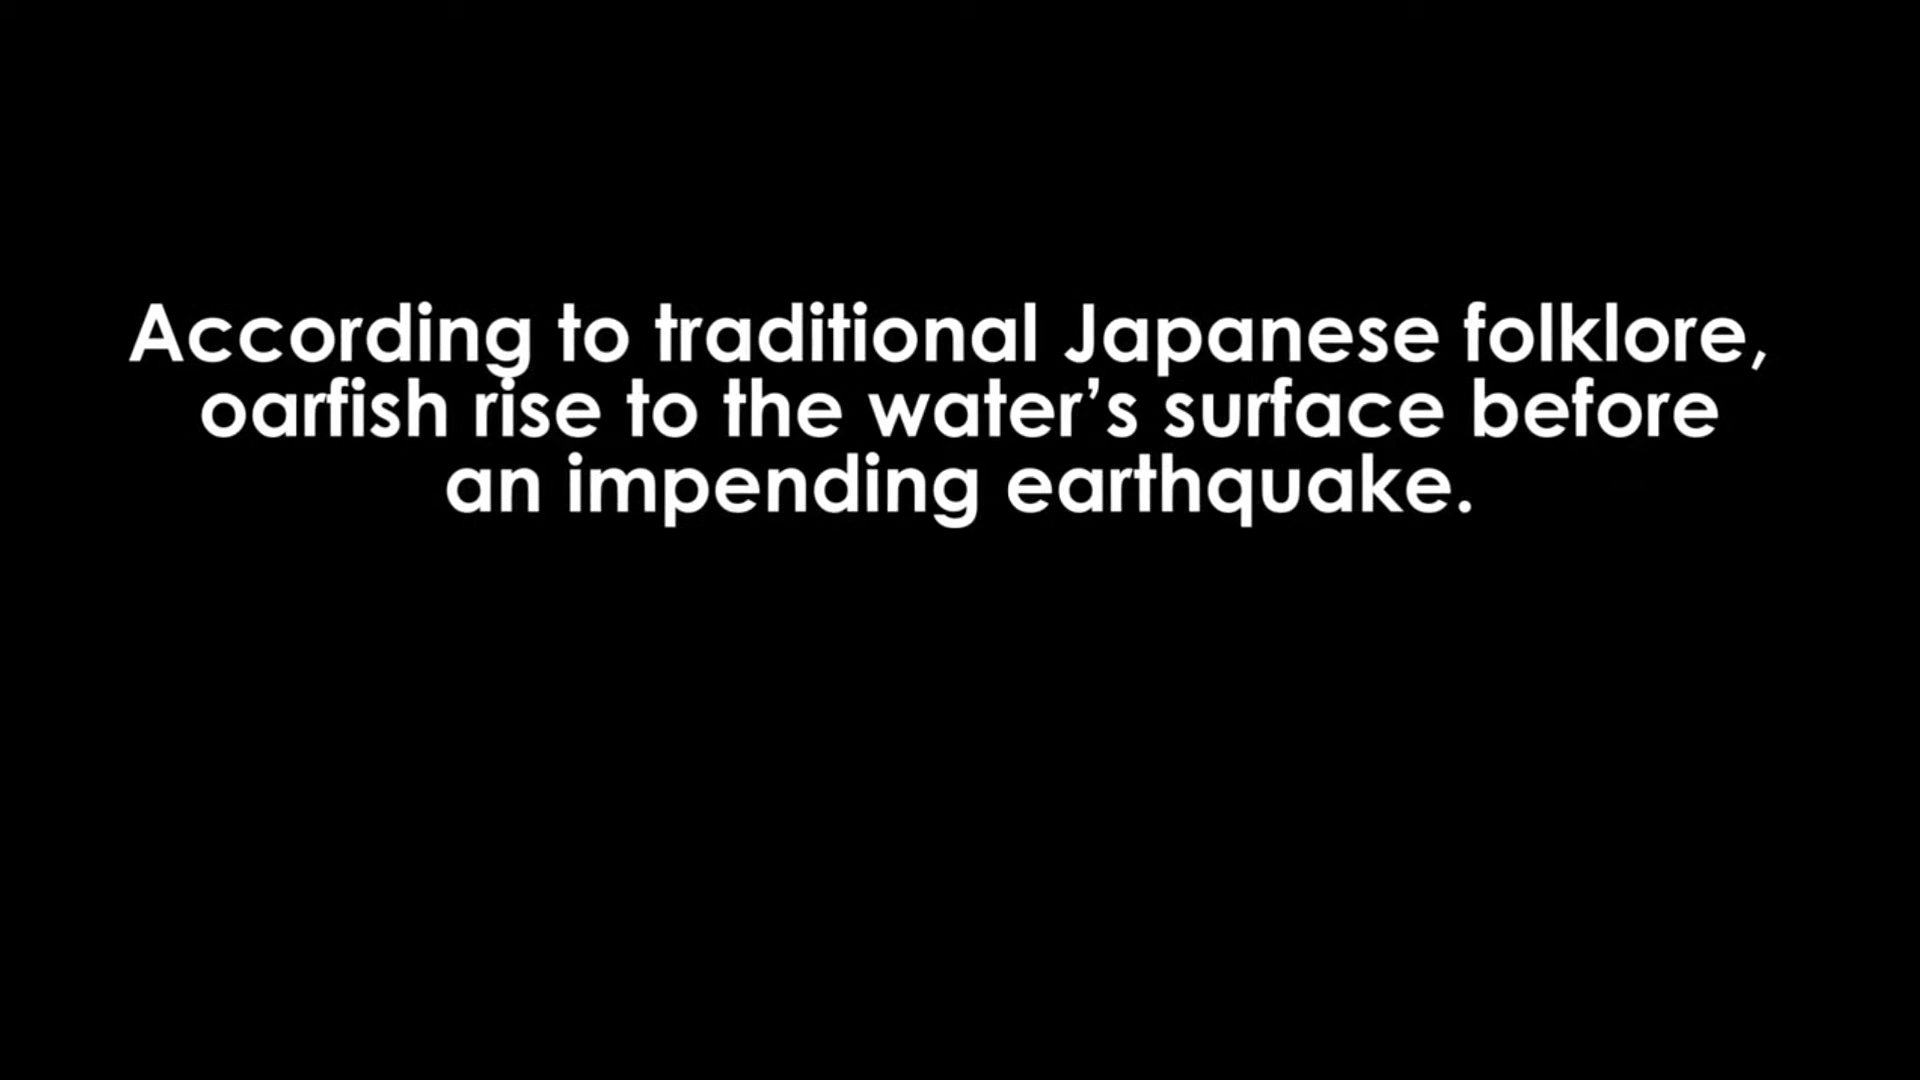 According to traditional Japanese folklore,
oarfish rise to the water’s surface before
an impending earthquake.